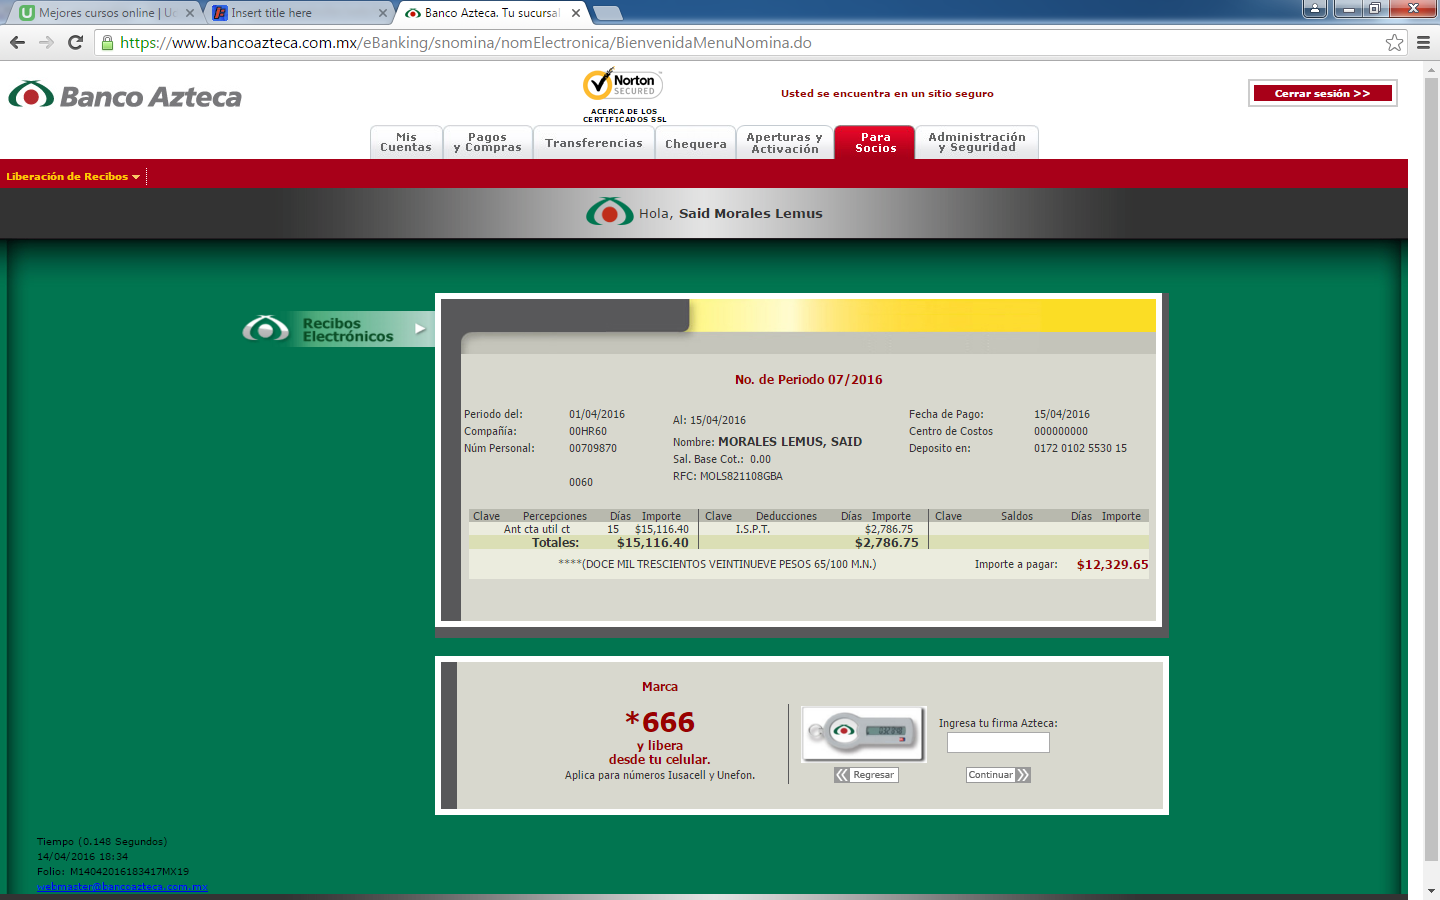 Mejores cursos online | Ud
Insert title here
Banco Azteca. Tu sucursal
https://www.bancoazteca.com.mx/eBanking/snomina/nomElectronica/BienvenidaMenuNomina.do
Banco Azteca
Norton
SECURED
ACERCA DE LOS
CERTIFICADOS SSL
Usted se encuentra en un sitio seguro
Cerrar sesión >>
Mis
Cuentas
Pagos
y Compras
Transferencias
Chequera
Aperturas y
Activación
Para
Socios
Administración
y Seguridad
Liberación de Recibos
Hola, Said Morales Lemus
Recibos
Electrónicos
No. de Periodo 07/2016
Periodo del: 01/04/2016 Al: 15/04/2016 Fecha de Pago: 15/04/2016
Compañía: 00HR60 Nombre: MORALES LEMUS, SAID Centro de Costos 000000000
Núm Personal: 00709870 Sal. Base Cot.: 0.00 Deposito en: 0172 0102 5530 15
0060 RFC: MOLS821108GBA
Clave Percepciones Días Importe Clave Deducciones Días Importe Clave Saldos Días Importe
Ant cta util ct 15 $15,116.40 I.S.P.T. $2,786.75
Totales: $15,116.40 $2,786.75
****(DOCE MIL TRESCIENTOS VEINTINUEVE PESOS 65/100 M.N.) Importe a pagar: $12,329.65
Marca
*666
y libera
desde tu celular.
Aplica para números Iusacell y Unefon.
Ingresa tu firma Azteca:
Regresar
Continuar
Tiempo (0.148 Segundos)
14/04/2016 18:34
Folio: M14042016183417MX19
webmaster@bancoazteca.com.mx